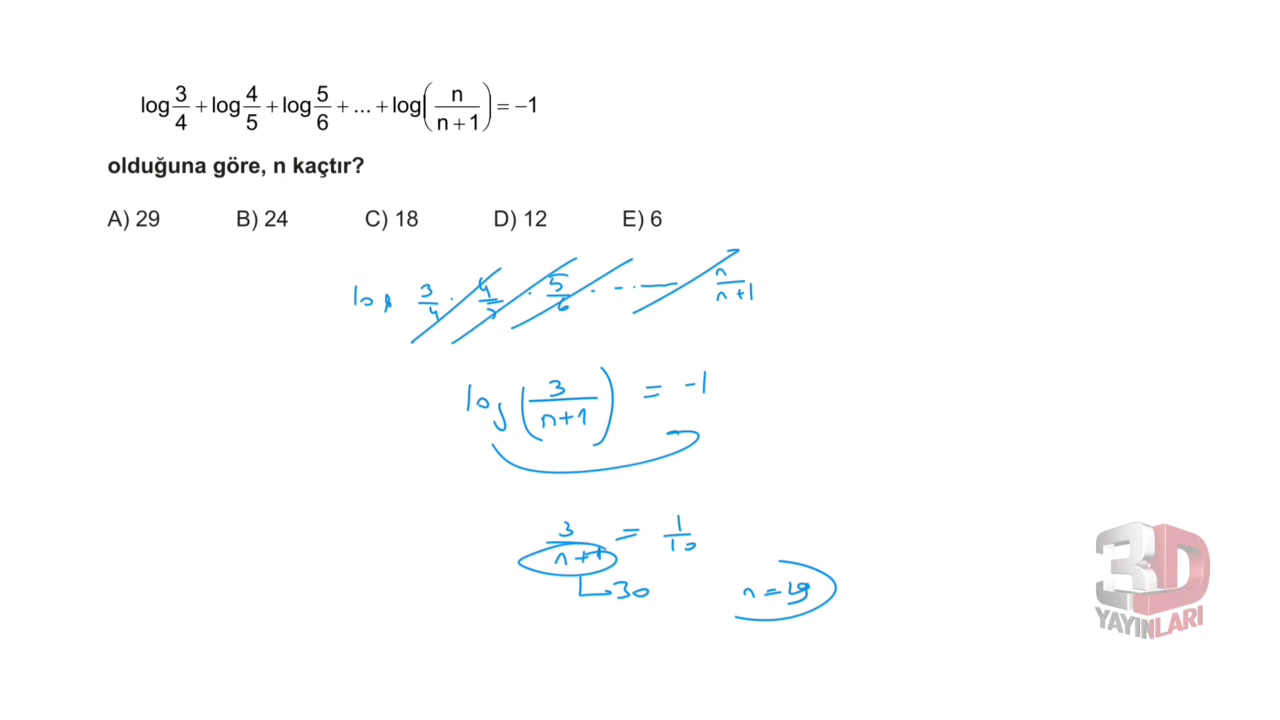 log 3/4 + log 4/5 + log 5/6 + ... + log(n/(n + 1)) = −1
olduğuna göre, n kaçtır?
A) 29 B) 24 C) 18 D) 12 E) 6
log 3/4 . 4/5 . 5/6 . ..... n/(n+1)
log(3/(n+1)) = -1
3/(n+1) = 1/10
30 n = 29
3D
YAYINLARI